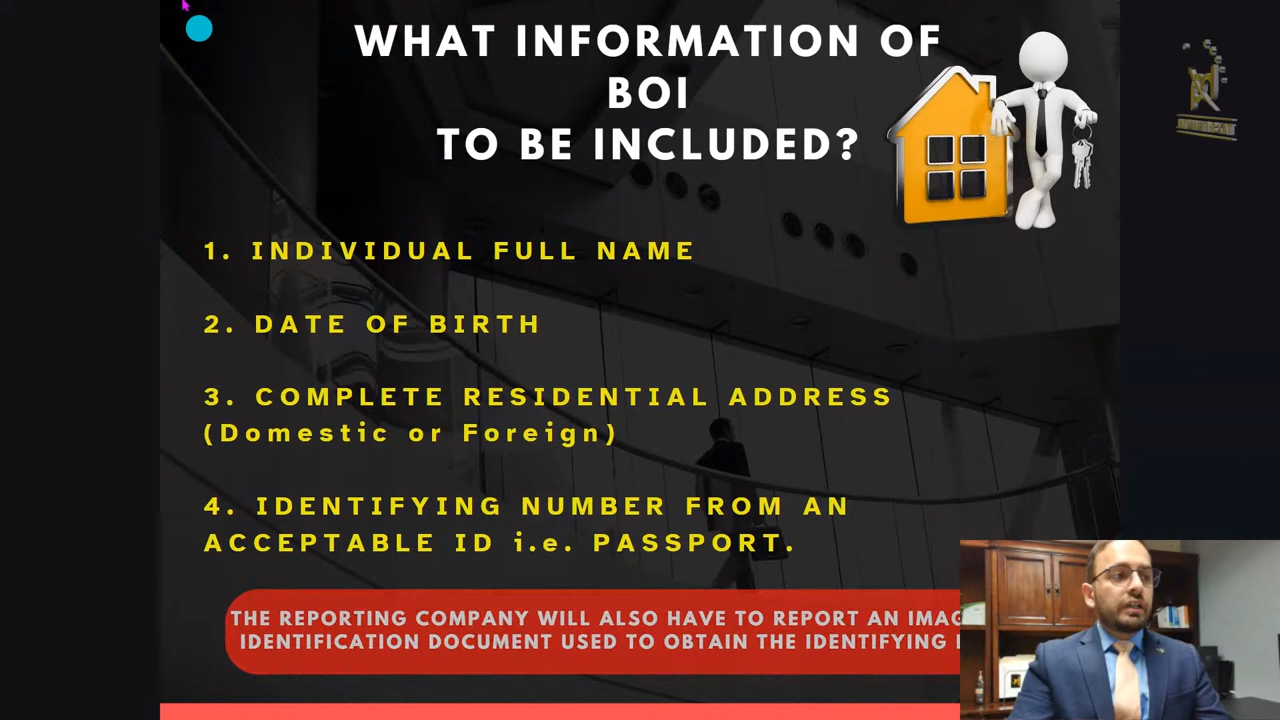 WHAT INFORMATION OF
BOI
TO BE INCLUDED?
1. INDIVIDUAL FULL NAME
2. DATE OF BIRTH
3. COMPLETE RESIDENTIAL ADDRESS
(Domestic or Foreign)
4. IDENTIFYING NUMBER FROM AN
ACCEPTABLE ID i.e. PASSPORT.
THE REPORTING COMPANY WILL ALSO HAVE TO REPORT AN
IDENTIFICATION DOCUMENT USED TO OBTAIN THE IDENTIFYING